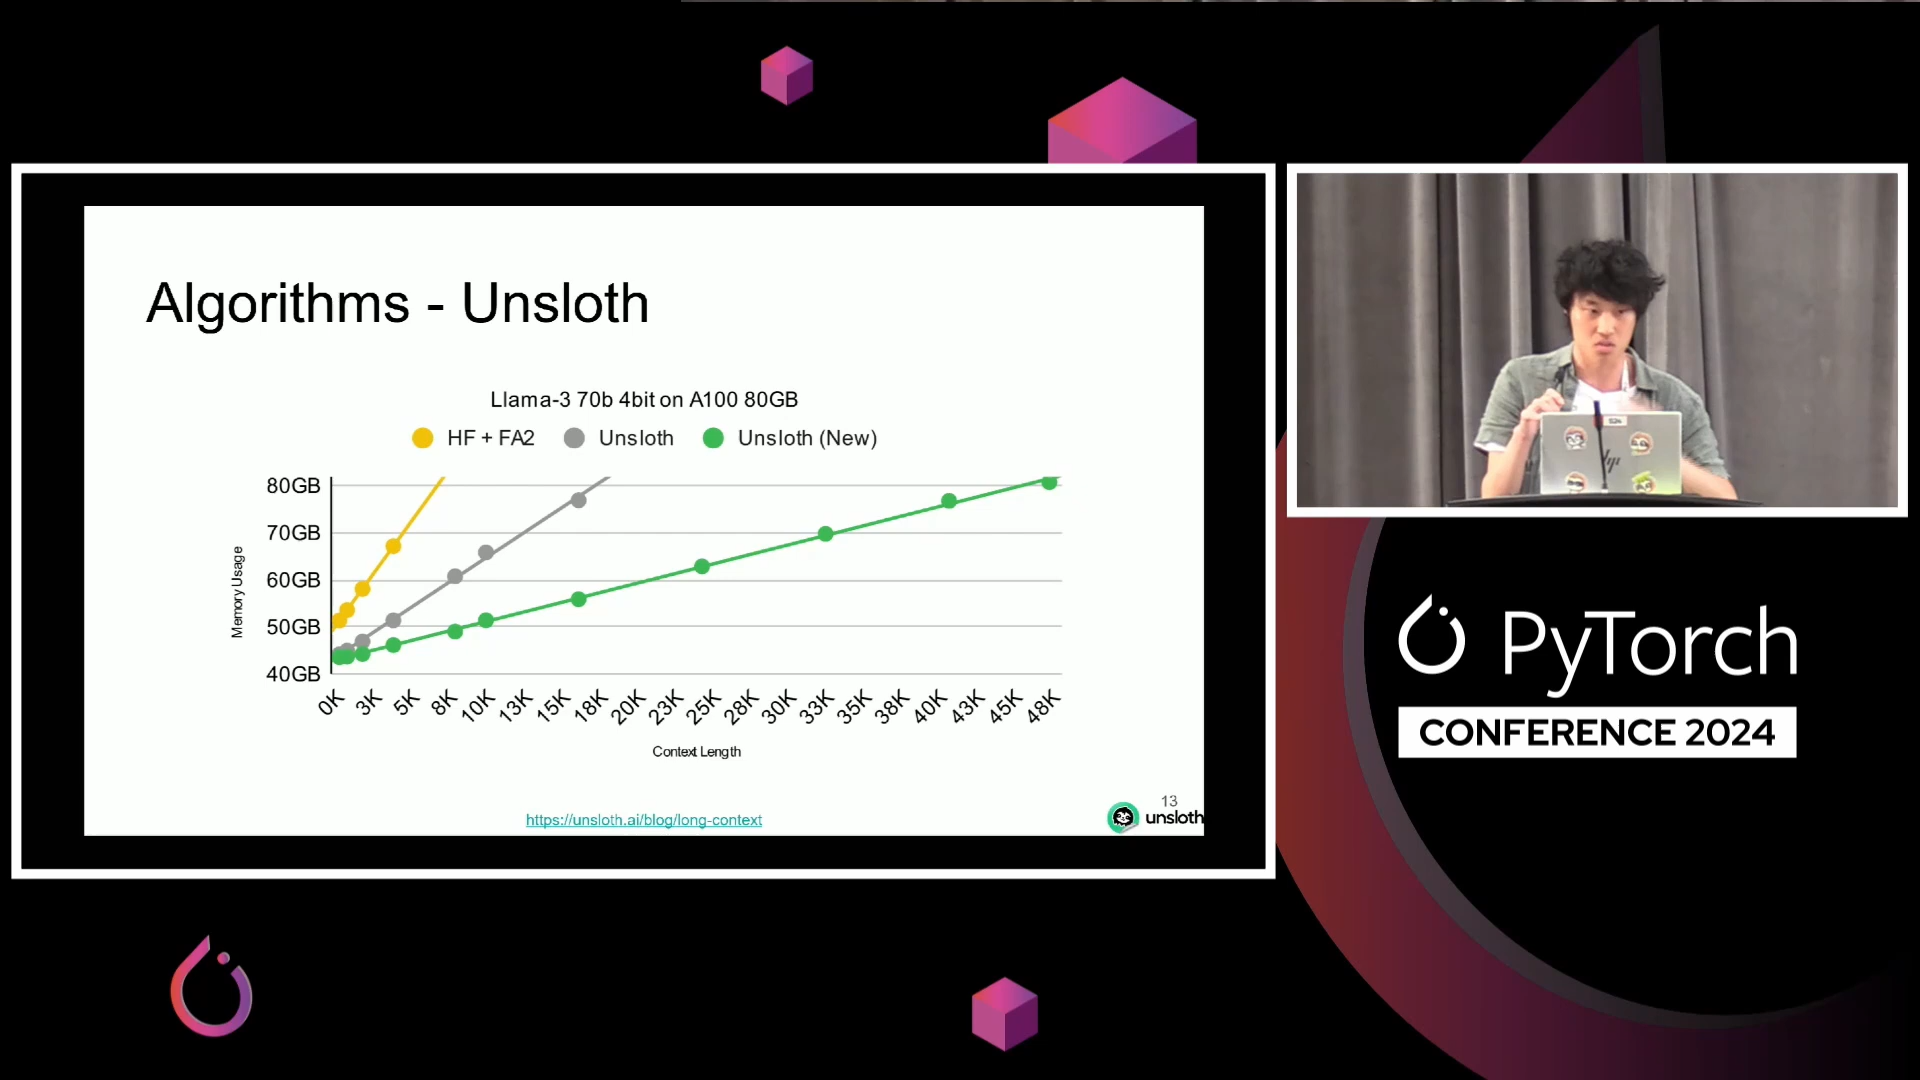 Algorithms - Unsloth
Llama-3 70b 4bit on A100 80GB
HF + FA2 Unsloth Unsloth (New)
80GB
70GB
60GB
50GB
40GB
Memory Usage
0K 3K 5K 8K 10K 13K 15K 18K 20K 23K 25K 28K 30K 33K 35K 38K 40K 43K 45K 48K
Context Length
https://unsloth.ai/blog/long-context
13
unsloth
hp
PyTorch
CONFERENCE 2024